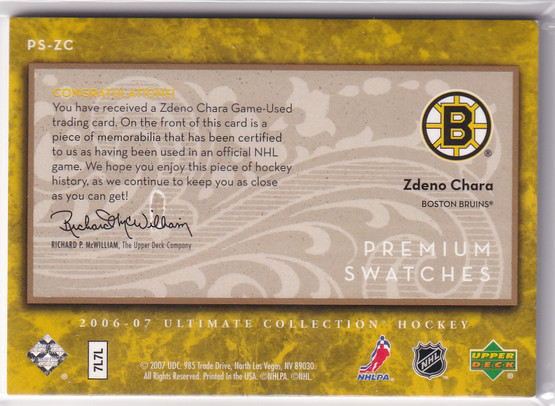 PS-ZC
CONGRATULATIONS!
You have received a Zdeno Chara Game-Used
trading card. On the front of this card is a
piece of memorabilia that has been certified
to us as having been used in an official NHL
game. We hope you enjoy this piece of hockey
history, as we continue to keep you as close
as you can get!
Richard P. McWilliam
RICHARD P. McWILLIAM, The Upper Deck Company
B
®
Zdeno Chara
BOSTON BRUINS®
PREMIUM
SWATCHES
2006-07 ULTIMATE COLLECTION® HOCKEY
7L7L
© 2007 UDC. 985 Trade Drive, North Las Vegas, NV 89030.
All Rights Reserved. Printed in the USA. ©NHLPA. ©NHL.
NHLPA
NHL
UPPER
DECK